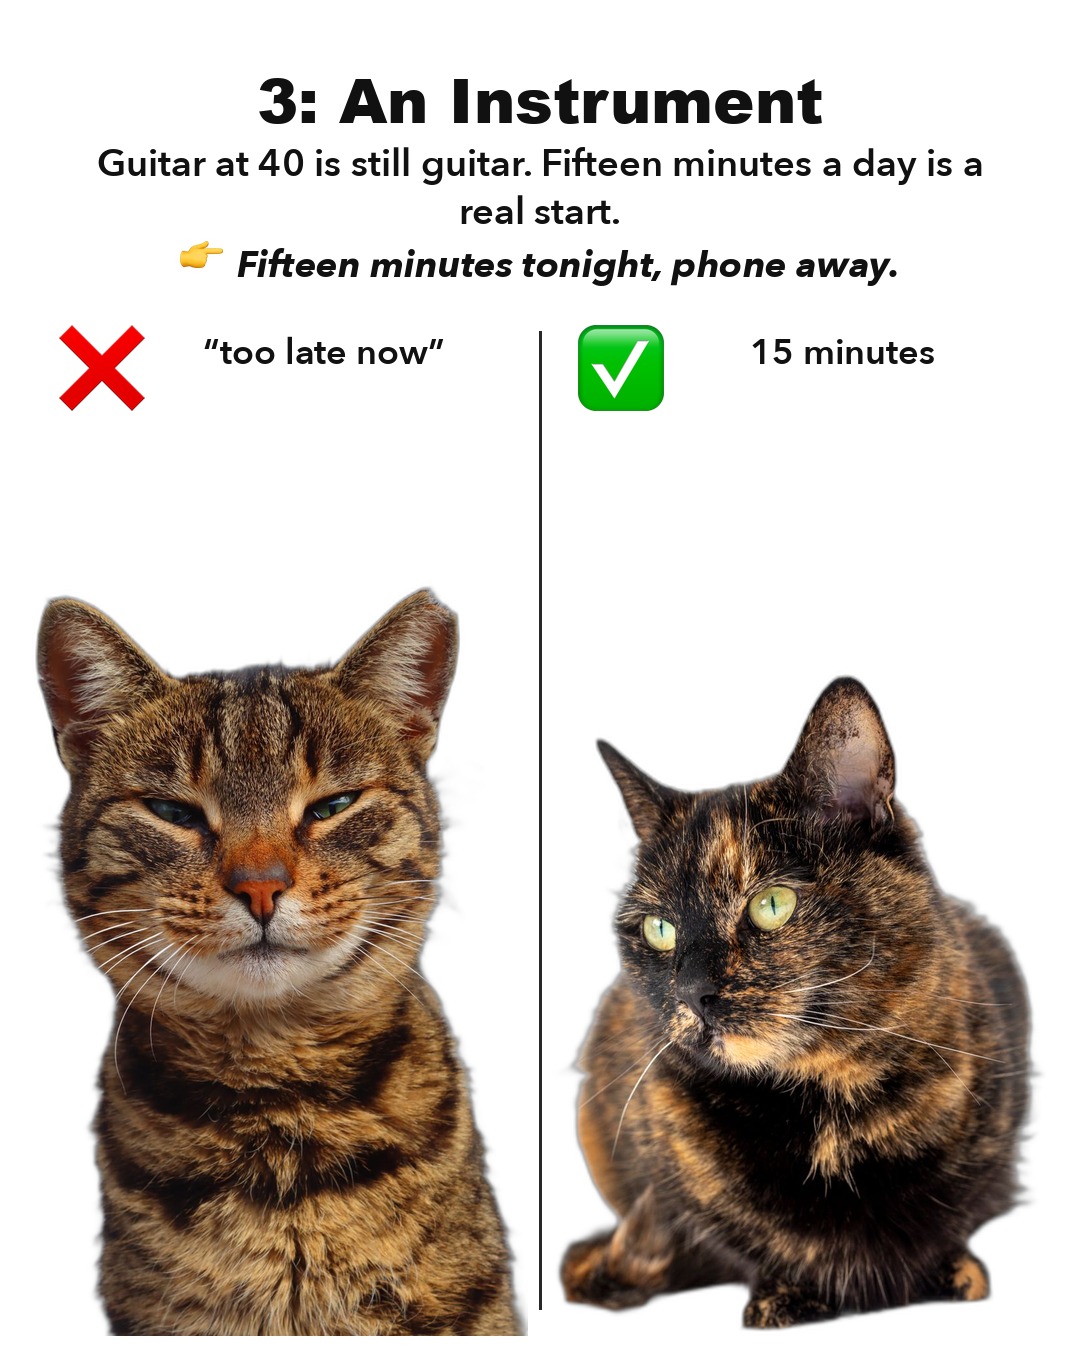 3: An Instrument
Guitar at 40 is still guitar. Fifteen minutes a day is a
real start.
👉 Fifteen minutes tonight, phone away.
❌ “too late now”
✅ 15 minutes